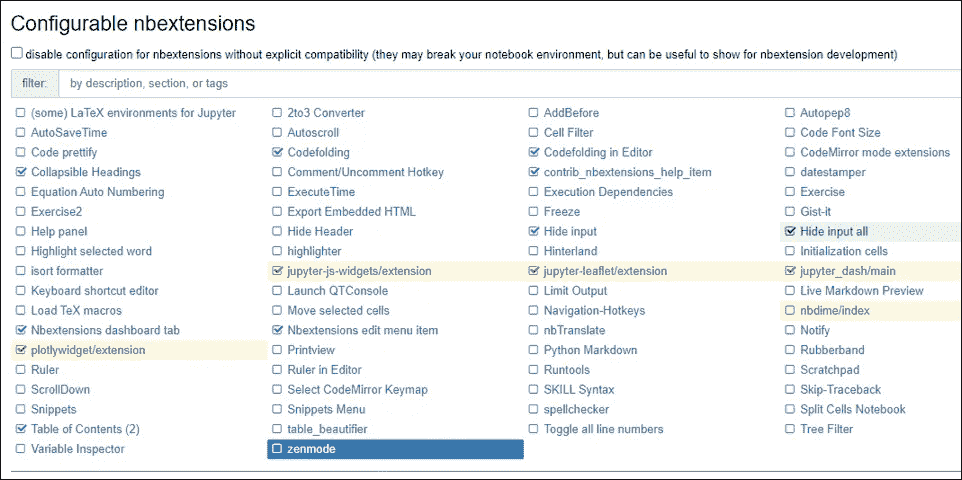 Configurable nbextensions
disable configuration for nbextensions without explicit compatibility (they may break your notebook environment, but can be useful to show for nbextension development)
filter: by description, section, or tags
(some) LaTeX environments for Jupyter 2to3 Converter AddBefore Autopep8
AutoSaveTime Autoscroll Cell Filter Code Font Size
Code prettify Codefolding Codefolding in Editor CodeMirror mode extensions
Collapsible Headings Comment/Uncomment Hotkey contrib_nbextensions_help_item datestamper
Equation Auto Numbering ExecuteTime Execution Dependencies Exercise
Exercise2 Export Embedded HTML Freeze Gist-it
Help panel Hide Header Hide input Hide input all
Highlight selected word highlighter Hinterland Initialization cells
isort formatter jupyter-js-widgets/extension jupyter-leaflet/extension jupyter_dash/main
Keyboard shortcut editor Launch QTConsole Limit Output Live Markdown Preview
Load TeX macros Move selected cells Navigation-Hotkeys nbdime/index
Nbextensions dashboard tab Nbextensions edit menu item nbTranslate Notify
plotlywidget/extension Printview Python Markdown Rubberband
Ruler Ruler in Editor Runtools Scratchpad
ScrollDown Select CodeMirror Keymap SKILL Syntax Skip-Traceback
Snippets Snippets Menu spellchecker Split Cells Notebook
Table of Contents (2) table_beautifier Toggle all line numbers Tree Filter
Variable Inspector zenmode